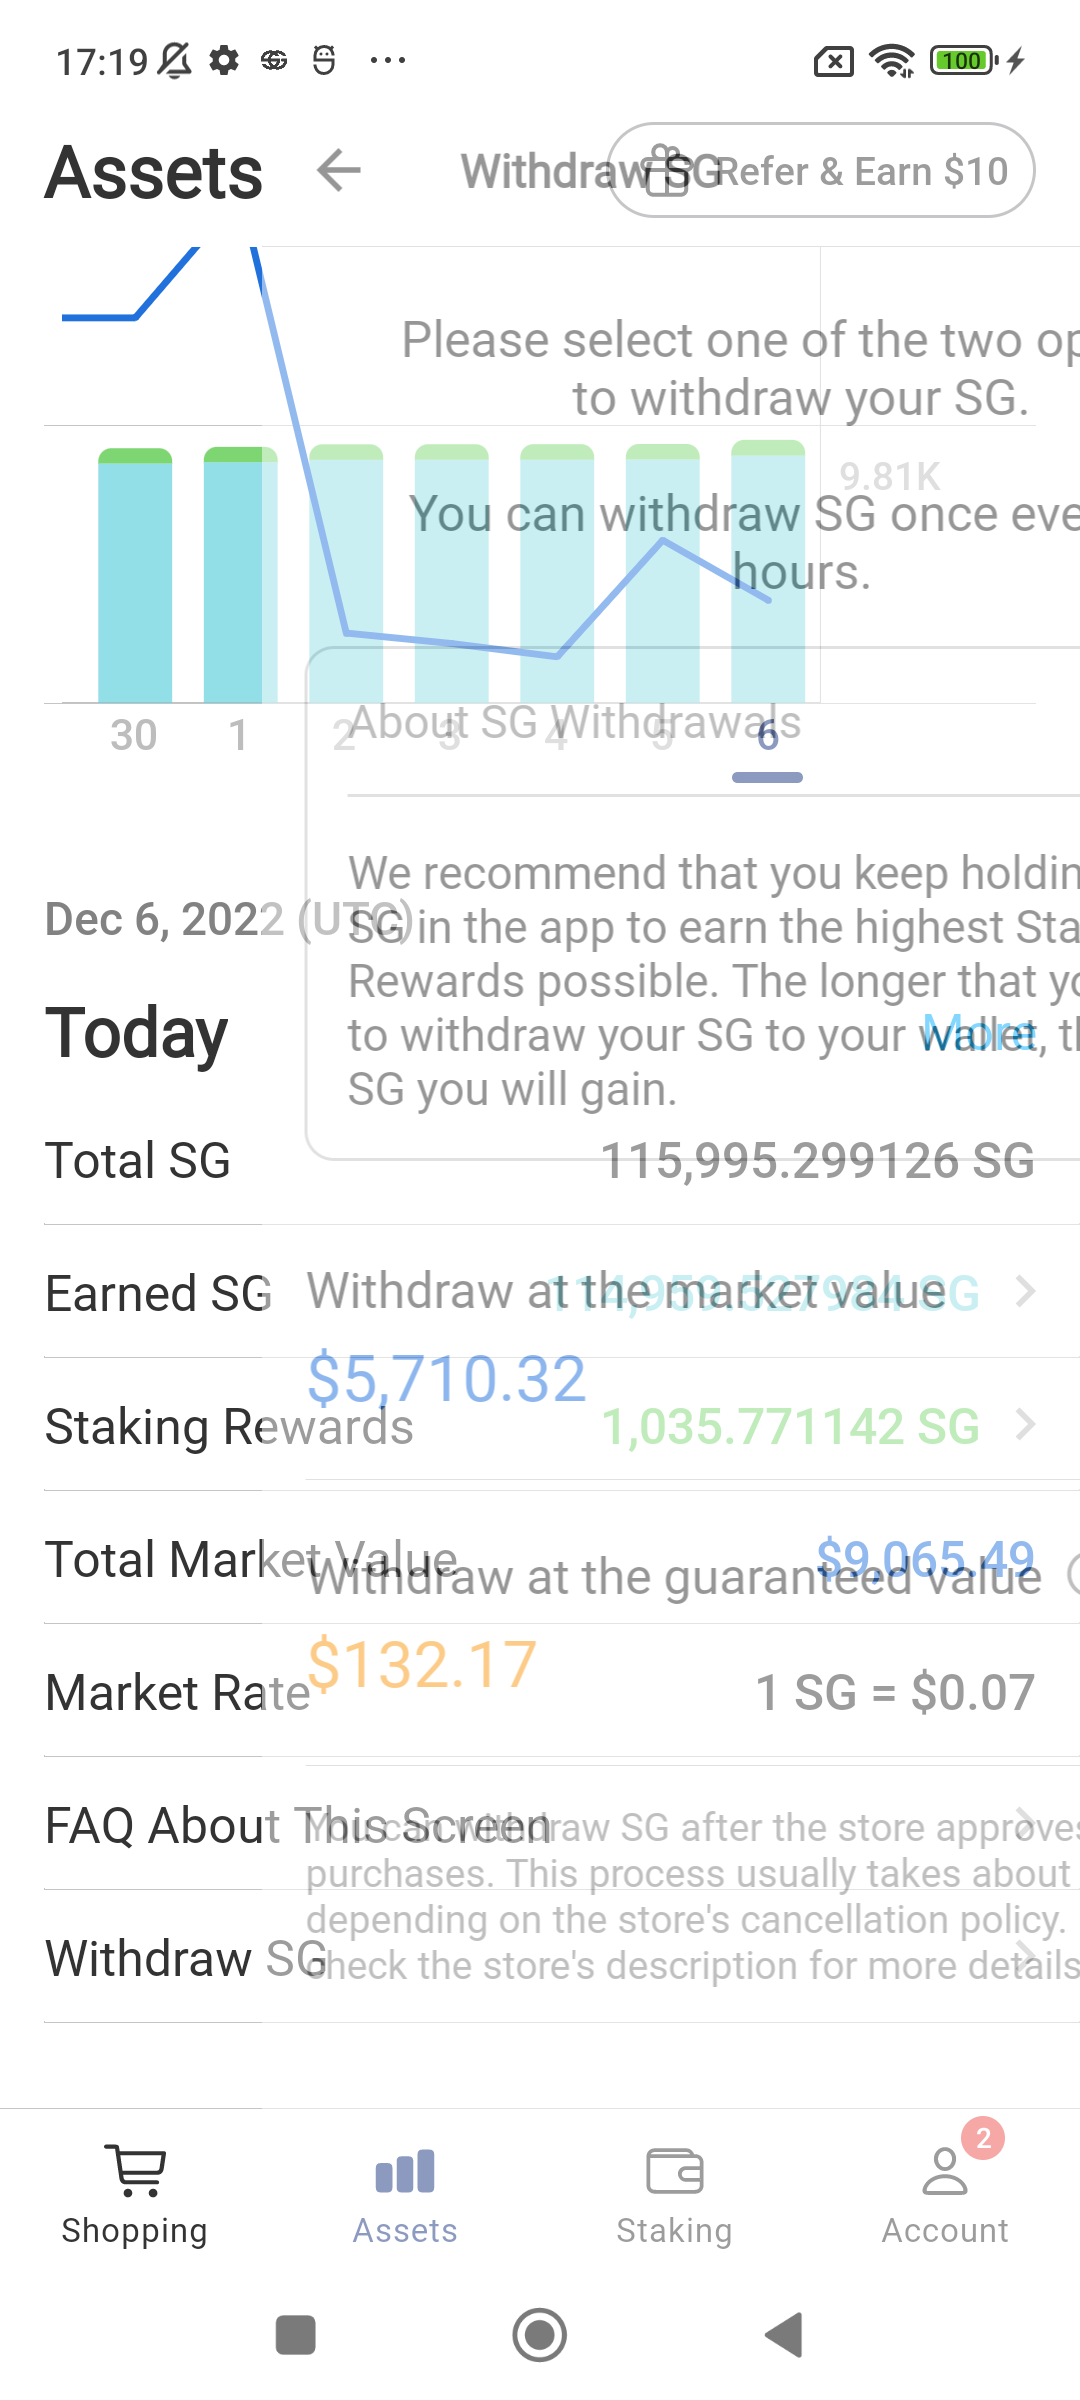 17:19
100
Assets
Withdraw SG
Refer & Earn $10
Please select one of the two op
to withdraw your SG.
9.81K
You can withdraw SG once eve
hours.
30 1 2 3 4 5 6
About SG Withdrawals
We recommend that you keep holdin
Dec 6, 2022 (UTC)
SG in the app to earn the highest Sta
Rewards possible. The longer that yo
Today
More
to withdraw your SG to your wallet, th
SG you will gain.
Total SG
115,995.299126 SG
Earned SG
114,959.527984 SG
Withdraw at the market value
$5,710.32
Staking Rewards
1,035.771142 SG
Total Market Value
$9,065.49
Withdraw at the guaranteed value
$132.17
Market Rate
1 SG = $0.07
FAQ About This Screen
You can withdraw SG after the store approves
purchases. This process usually takes about
depending on the store's cancellation policy.
Withdraw SG
check the store's description for more details
Shopping
Assets
Staking
Account
2